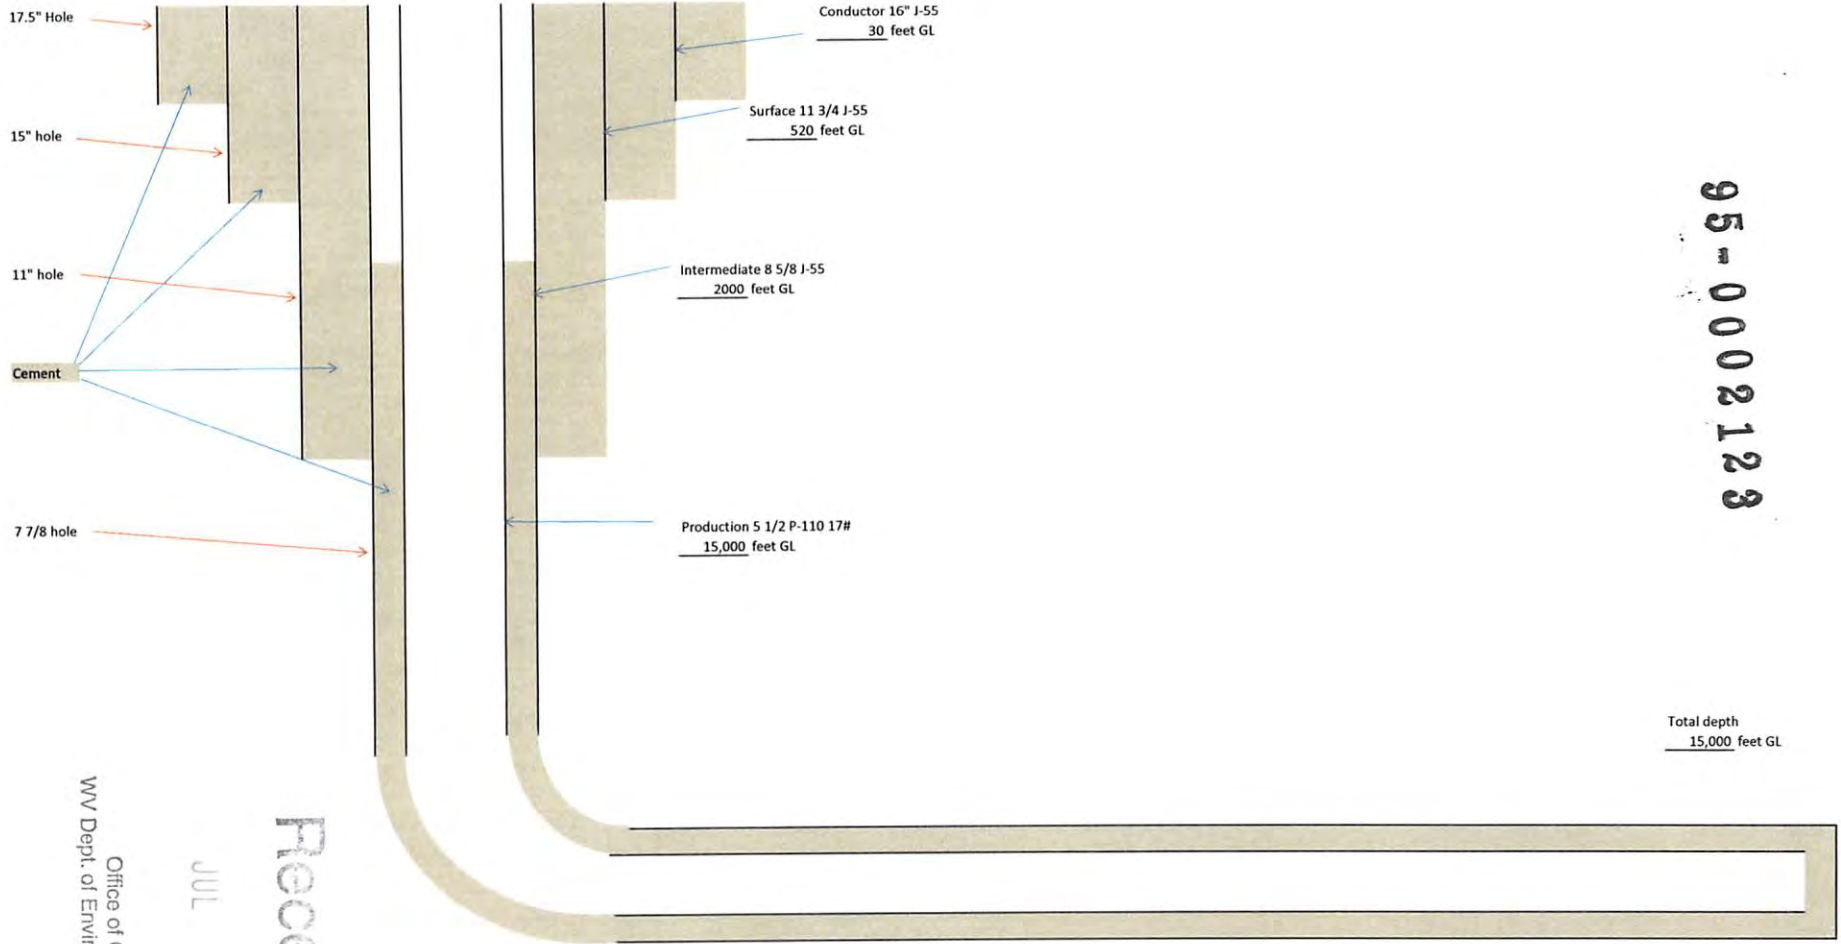 17.5" Hole
Conductor 16" J-55
30 feet GL
Surface 11 3/4 J-55
520 feet GL
15" hole
11" hole
Intermediate 8 5/8 J-55
2000 feet GL
Cement
7 7/8 hole
Production 5 1/2 P-110 17#
15,000 feet GL
95-0002123
Total depth
15,000 feet GL
JUL
Office of
WV Dept. of